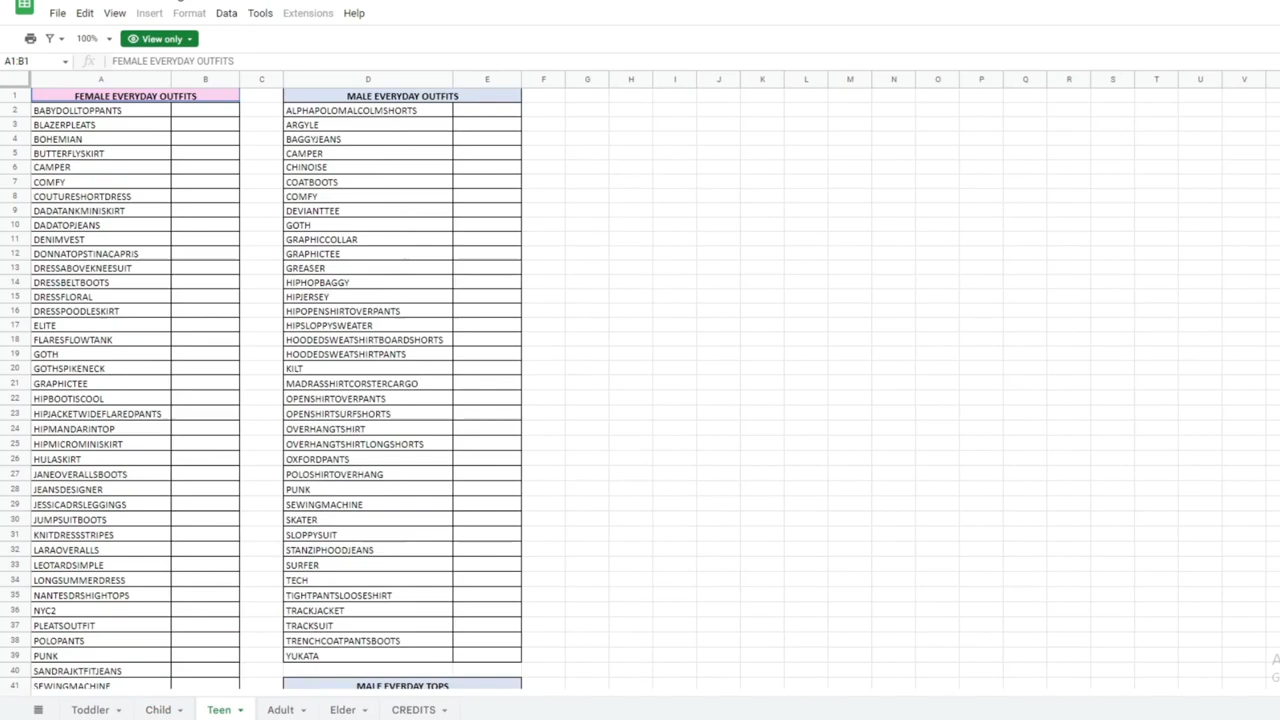 File Edit View Insert Format Data Tools Extensions Help
100% View only
A1:B1 fx FEMALE EVERYDAY OUTFITS
A B C D E F G H I J K L M N O P Q R S T U V
1 FEMALE EVERYDAY OUTFITS MALE EVERYDAY OUTFITS
2 BABYDOLLTOPPANTS ALPHAPOLOMALCOLMSHORTS
3 BLAZERPLEATS ARGYLE
4 BOHEMIAN BAGGYJEANS
5 BUTTERFLYSKIRT CAMPER
6 CAMPER CHINOISE
7 COMFY COATBOOTS
8 COUTURESHORTDRESS COMFY
9 DADATANKMINISKIRT DEVIANTTEE
10 DADATOPJEANS GOTH
11 DENIMVEST GRAPHICCOLLAR
12 DONNATOPSTINACAPRIS GRAPHICTEE
13 DRESSABOVEKNEESUIT GREASER
14 DRESSBELTBOOTS HIPHOPBAGGY
15 DRESSFLORAL HIPJERSEY
16 DRESSPOODLESKIRT HIPOPENSHIRTOVERPANTS
17 ELITE HIPSLOPPYSWEATER
18 FLARESFLOWTANK HOODEDSWEATSHIRTBOARDSHORTS
19 GOTH HOODEDSWEATSHIRTPANTS
20 GOTHSPIKENECK KILT
21 GRAPHICTEE MADRASSHIRTCORSTERCARGO
22 HIPBOOTISCOOL OPENSHIRTOVERPANTS
23 HIPJACKETWIDEFLAREDPANTS OPENSHIRTSURFSHORTS
24 HIPMANDARINTOP OVERHANGTSHIRT
25 HIPMICROMINISKIRT OVERHANGTSHIRTLONGSHORTS
26 HULASKIRT OXFORDPANTS
27 JANEOVERALLSBOOTS POLOSHIRTOVERHANG
28 JEANSDESIGNER PUNK
29 JESSICADRSLEGGINGS SEWINGMACHINE
30 JUMPSUITBOOTS SKATER
31 KNITDRESSSTRIPES SLOPPYSUIT
32 LARAOVERALLS STANZIPHOODJEANS
33 LEOTARDSIMPLE SURFER
34 LONGSUMMERDRESS TECH
35 NANTESDRSHIGHTOPS TIGHTPANTSLOOSESHIRT
36 NYC2 TRACKJACKET
37 PLEATSOUTFIT TRACKSUIT
38 POLOPANTS TRENCHCOATPANTSBOOTS
39 PUNK YUKATA
40 SANDRAJKTFITJEANS
41 SEWINGMACHINE MALE EVERDAY TOPS
Toddler Child Teen Adult Elder CREDITS